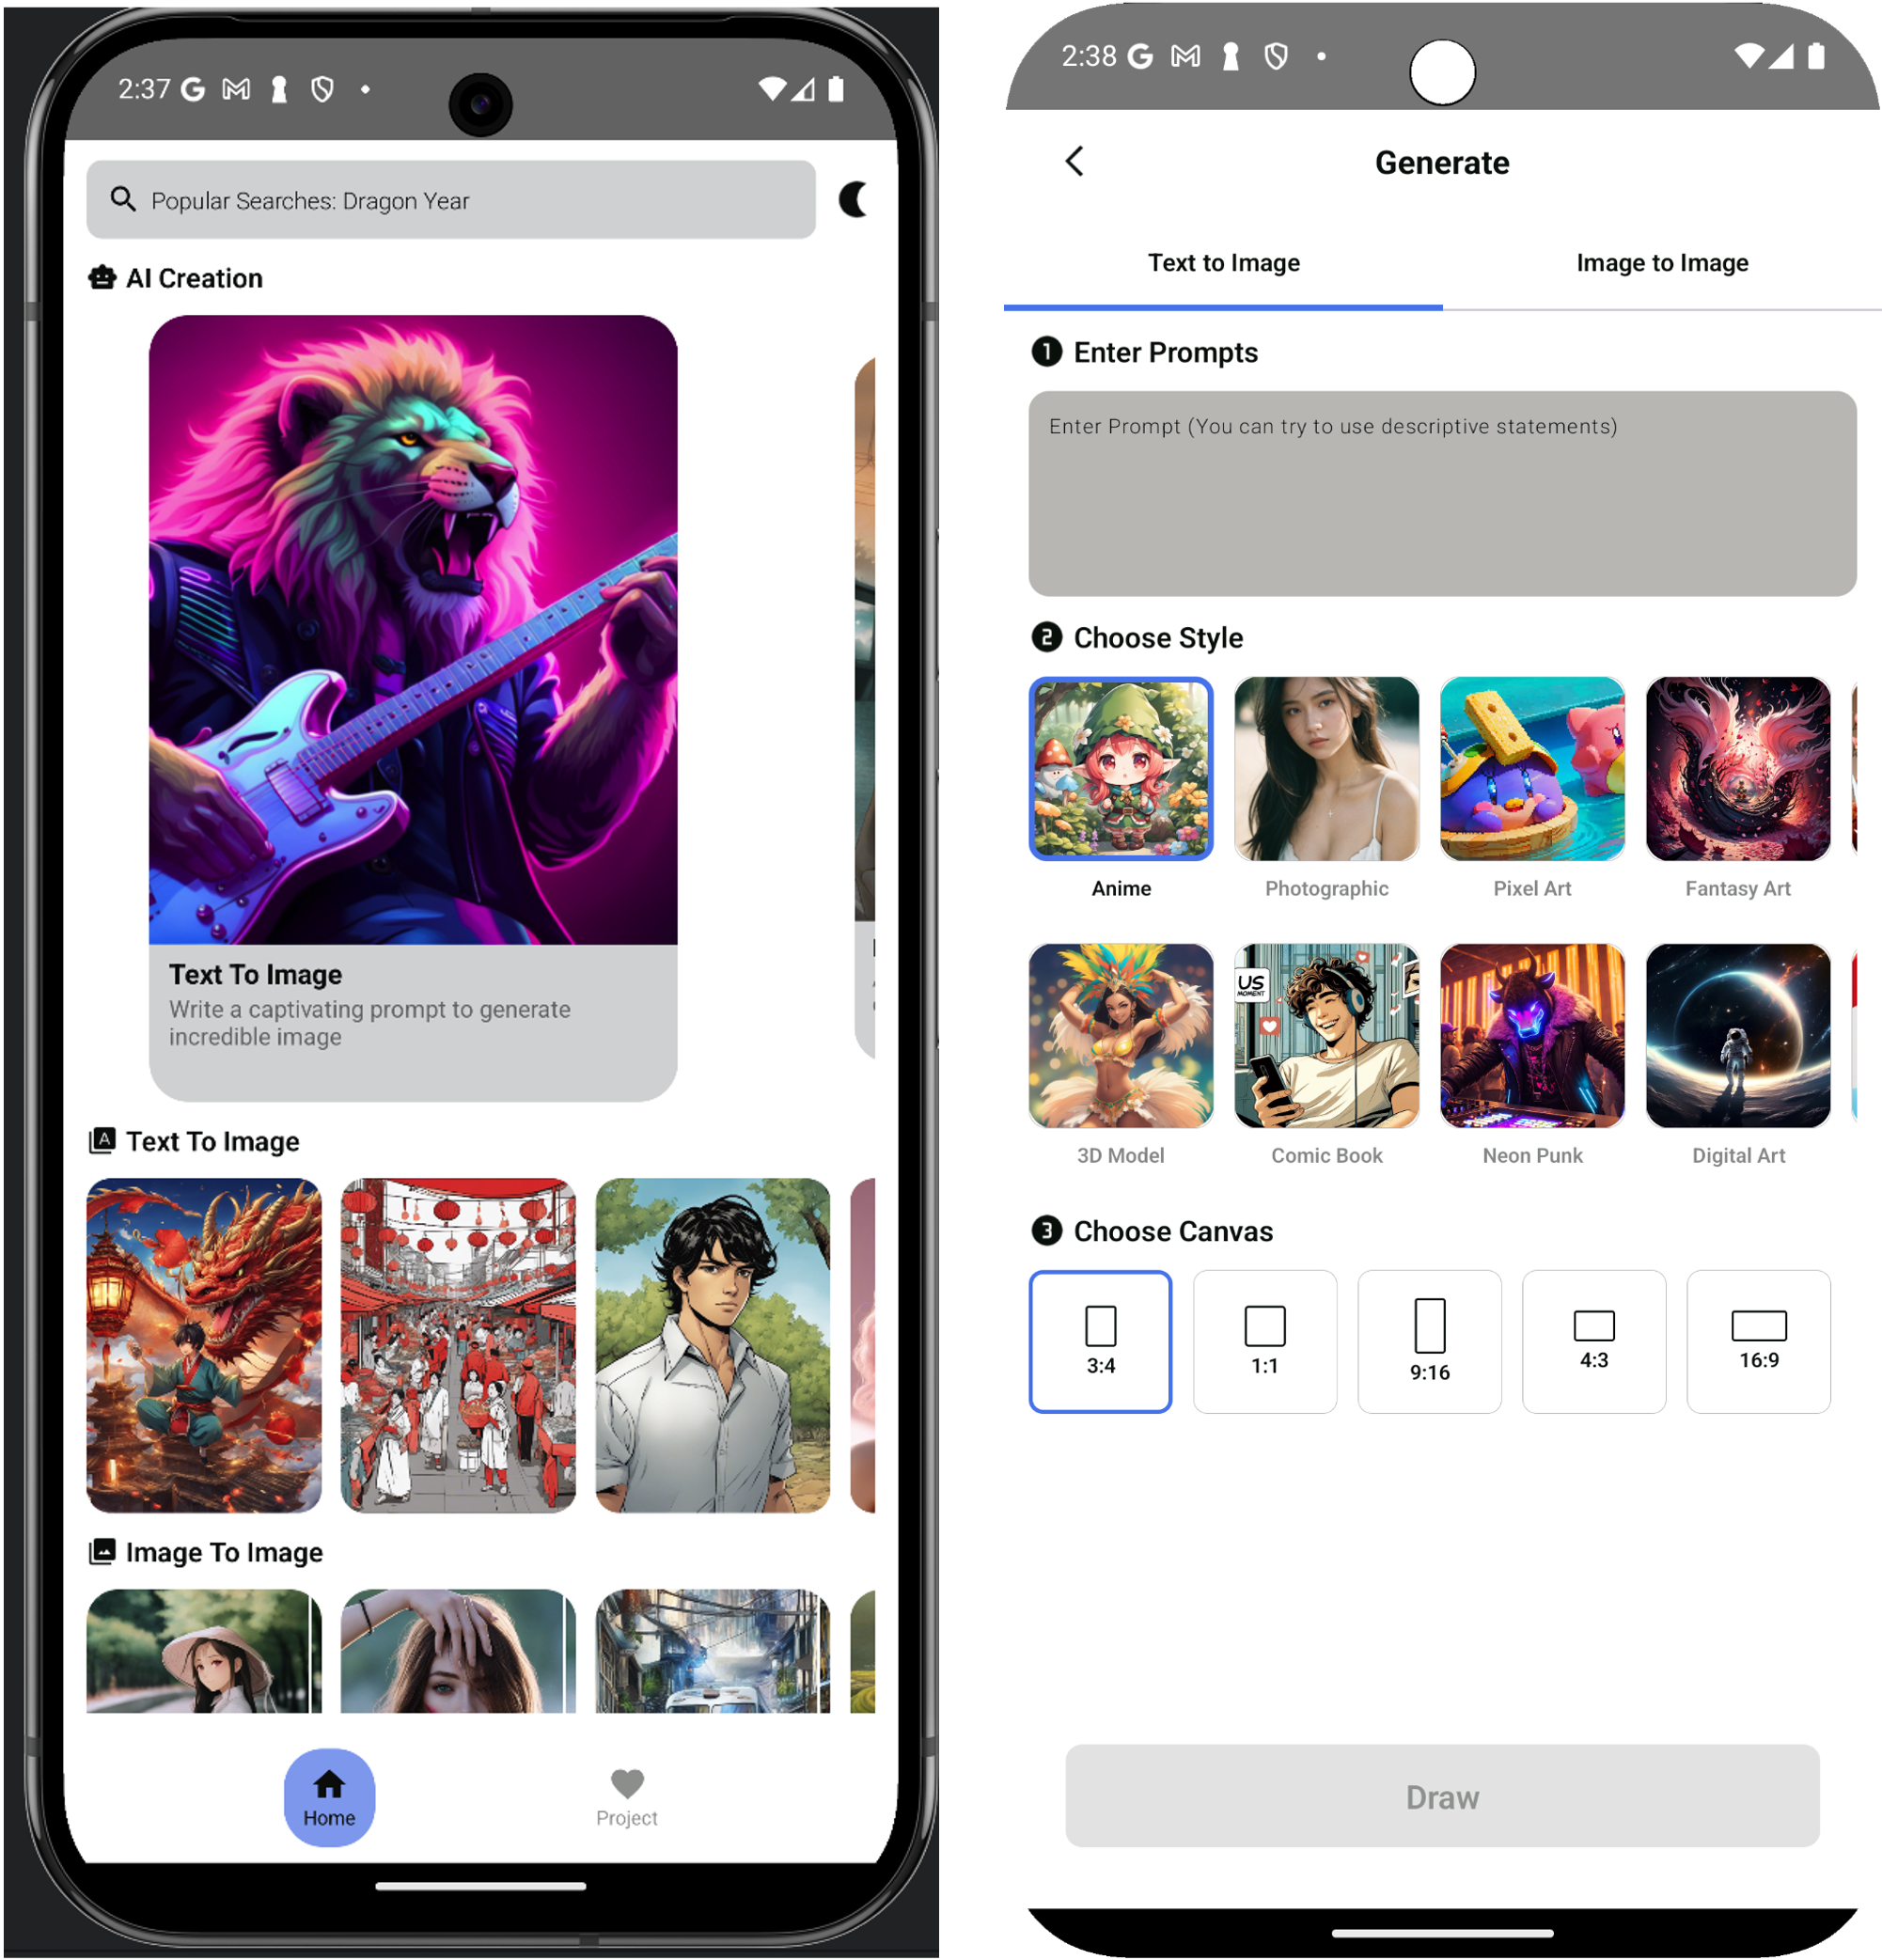 2:37
Popular Searches: Dragon Year
AI Creation
Text To Image
Write a captivating prompt to generate
incredible image
Text To Image
Image To Image
Home
Project
2:38
Generate
Text to Image
Image to Image
1 Enter Prompts
Enter Prompt (You can try to use descriptive statements)
2 Choose Style
US
MOMENT
Anime
Photographic
Pixel Art
Fantasy Art
3D Model
Comic Book
Neon Punk
Digital Art
3 Choose Canvas
3:4
1:1
9:16
4:3
16:9
Draw